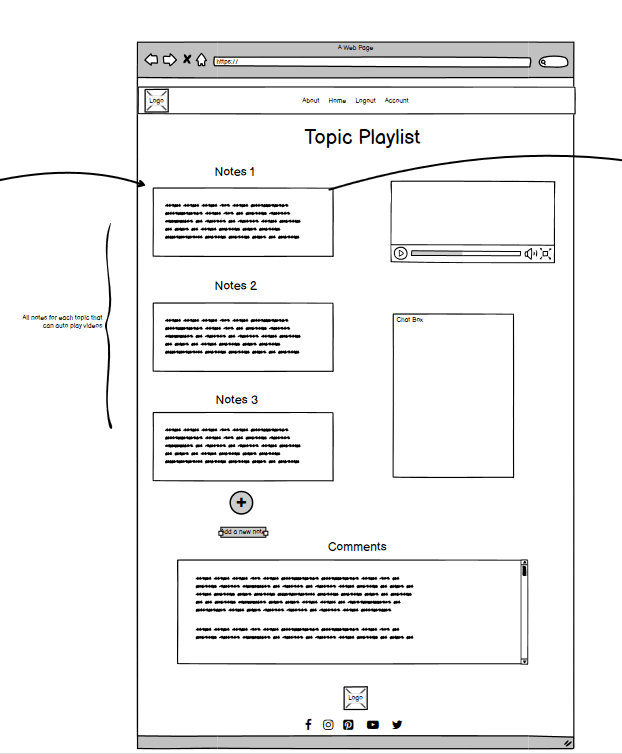 A Web Page
https://
Logo
About Home Logout Account
Topic Playlist
Notes 1
Notes 2
All notes for each topic that
can auto play videos
Chat Box
Notes 3
add a new note
Comments
Logo